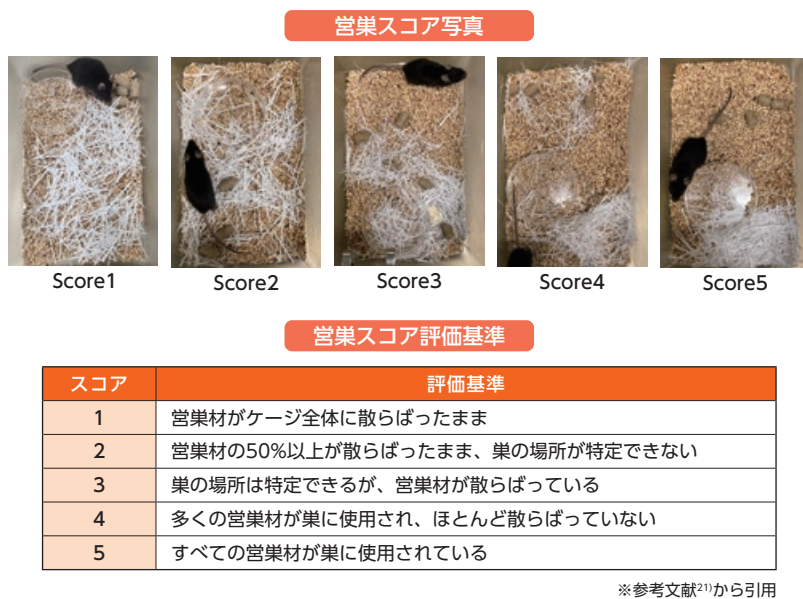 営巣スコア写真
Score1
Score2
Score3
Score4
Score5
営巣スコア評価基準
スコア 評価基準
1 営巣材がケージ全体に散らばったまま
2 営巣材の50%以上が散らばったまま、巣の場所が特定できない
3 巣の場所は特定できるが、営巣材が散らばっている
4 多くの営巣材が巣に使用され、ほとんど散らばっていない
5 すべての営巣材が巣に使用されている
※参考文献21)から引用